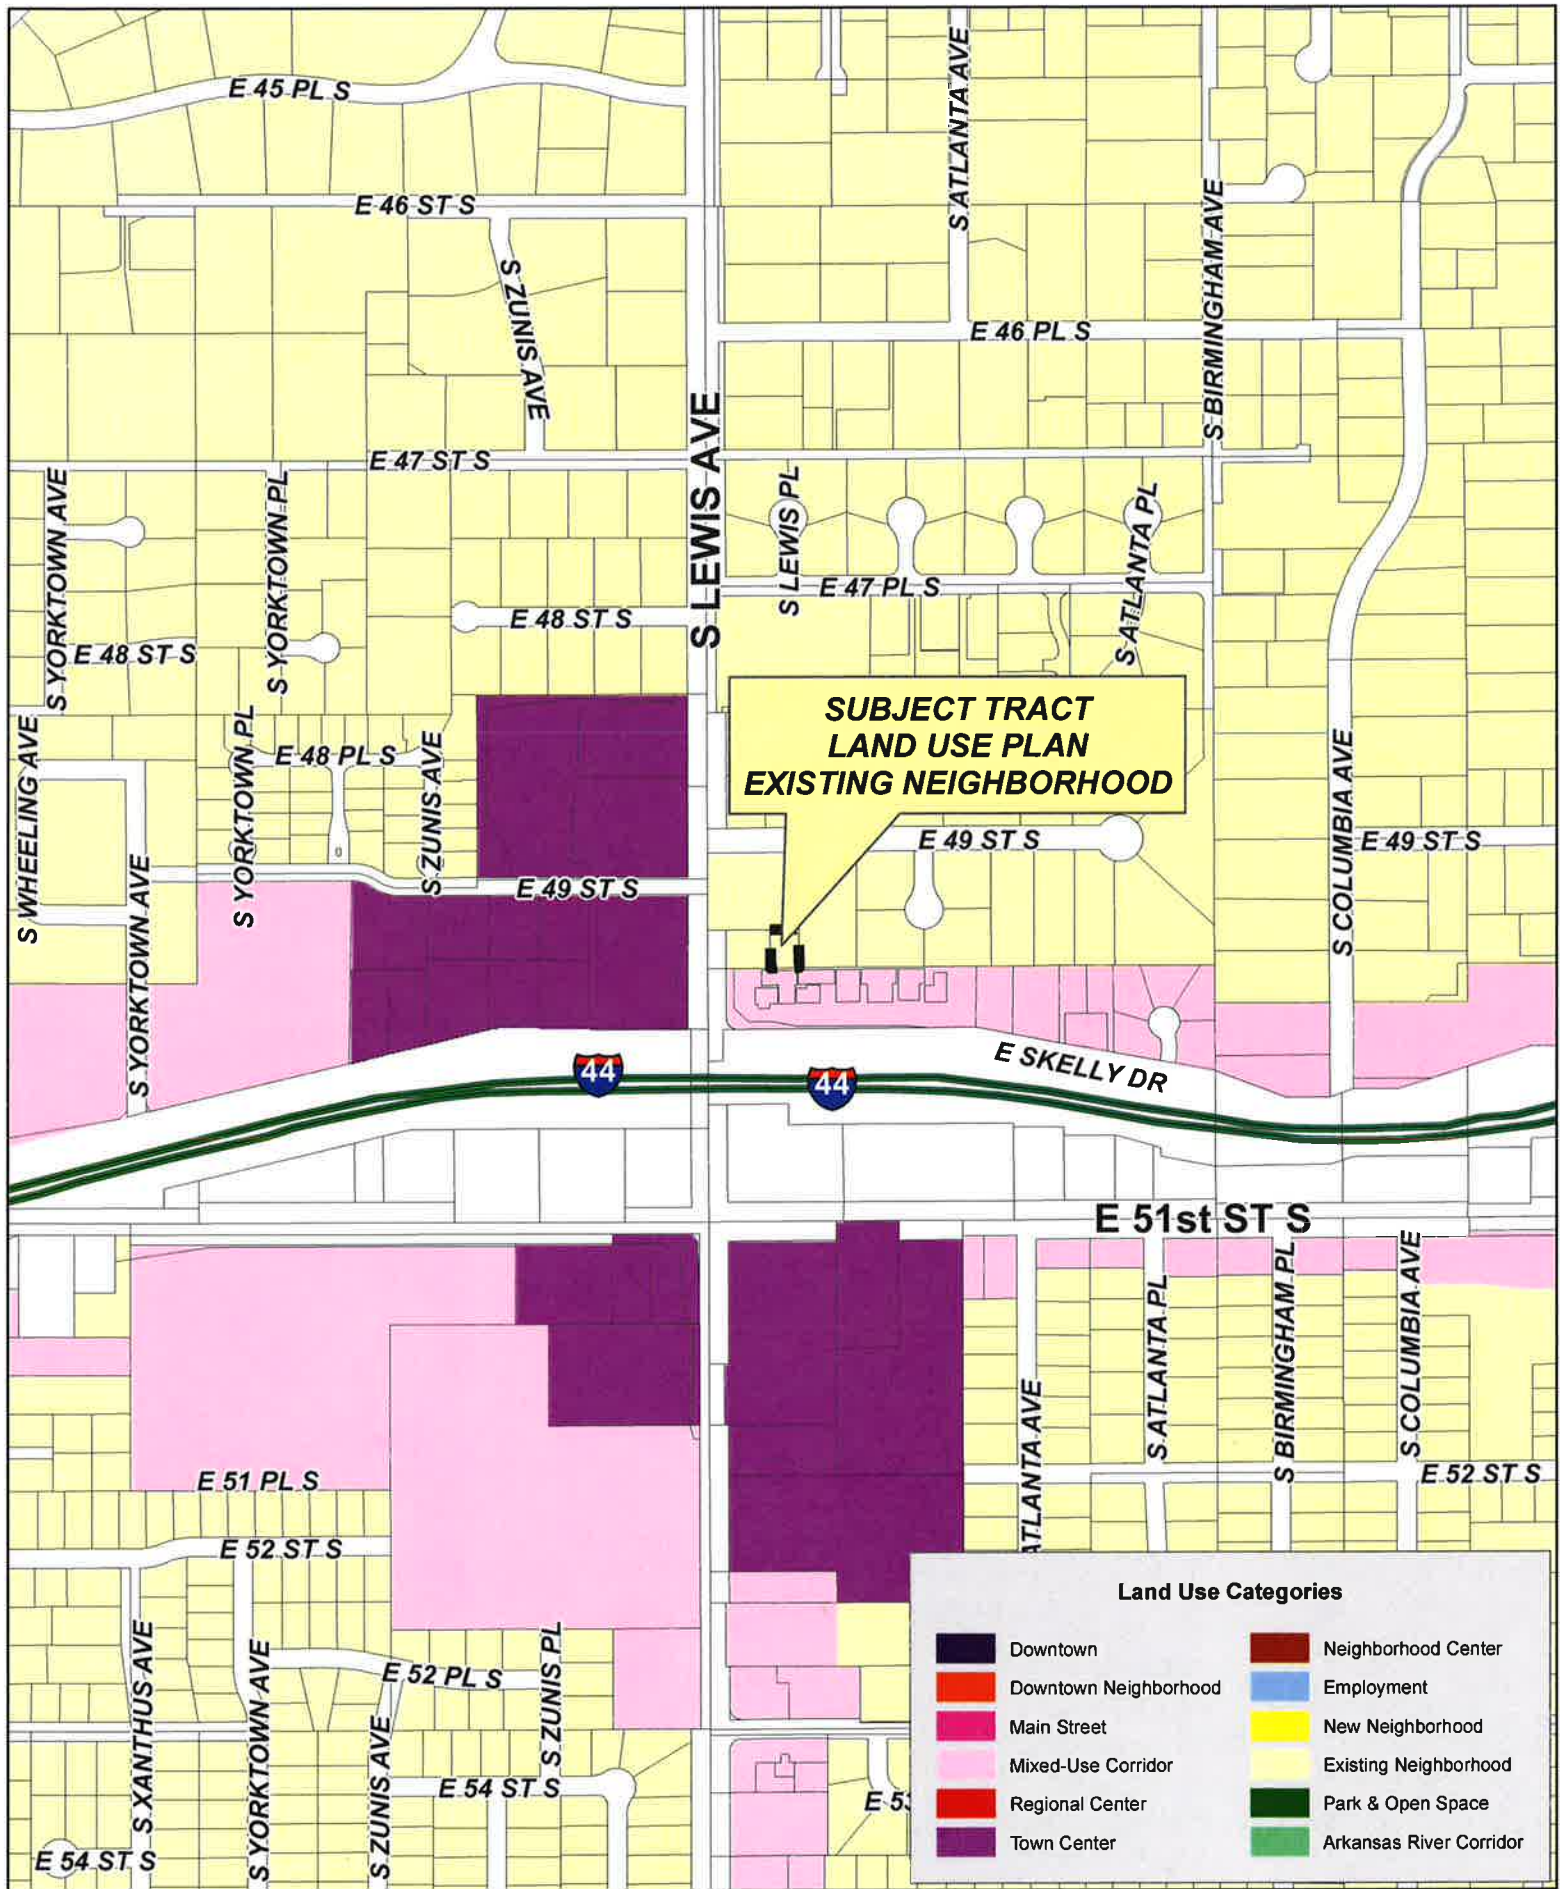 E 45 PL S
S ATLANTA AVE
E 46 ST S
S ZUNIS AVE
S BIRMINGHAM AVE
E 46 PL S
S LEWIS AVE
E 47 ST S
S YORKTOWN AVE
S YORKTOWN PL
S LEWIS PL
S ATLANTA PL
E 47 PL S
E 48 ST S
E 48 ST S
SUBJECT TRACT
LAND USE PLAN
EXISTING NEIGHBORHOOD
S WHEELING AVE
S YORKTOWN PL
E 48 PL S
S ZUNIS AVE
S COLUMBIA AVE
E 49 ST S
E 49 ST S
E 49 ST S
S YORKTOWN AVE
44
44
E SKELLY DR
E 51st ST S
ATLANTA AVE
S ATLANTA PL
S BIRMINGHAM PL
S COLUMBIA AVE
E 52 ST S
E 51 PL S
E 52 ST S
S XANTHUS AVE
S YORKTOWN AVE
E 52 PL S
S ZUNIS PL
S ZUNIS AVE
E 54 ST S
E 54 ST S
E 53
Land Use Categories
Downtown
Downtown Neighborhood
Main Street
Mixed-Use Corridor
Regional Center
Town Center
Neighborhood Center
Employment
New Neighborhood
Existing Neighborhood
Park & Open Space
Arkansas River Corridor